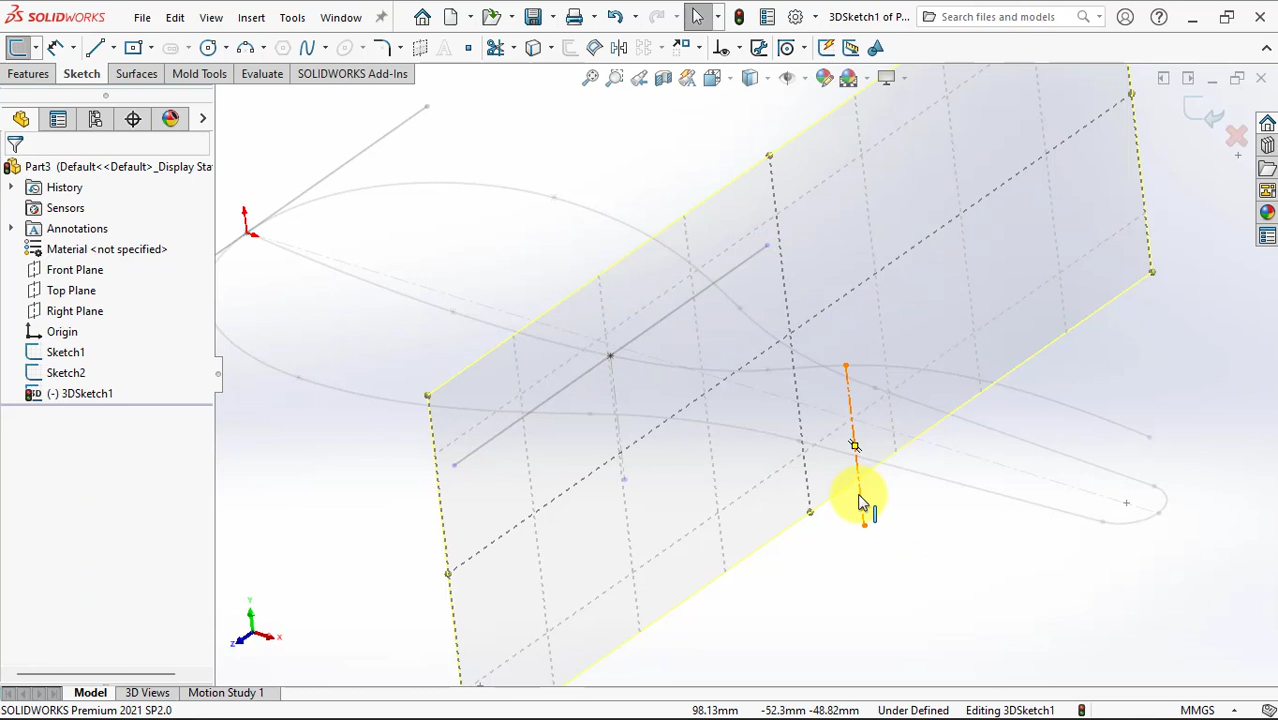 SOLIDWORKS File Edit View Insert Tools Window 3DSketch1 of P... Search files and models
Features Sketch Surfaces Mold Tools Evaluate SOLIDWORKS Add-Ins
Part3 (Default<<Default>_Display Sta
History
Sensors
Annotations
Material <not specified>
Front Plane
Top Plane
Right Plane
Origin
Sketch1
Sketch2
3D (-) 3DSketch1
Y
Z X
Model 3D Views Motion Study 1
SOLIDWORKS Premium 2021 SP2.0 98.13mm -52.3mm -48.82mm Under Defined Editing 3DSketch1 MMGS